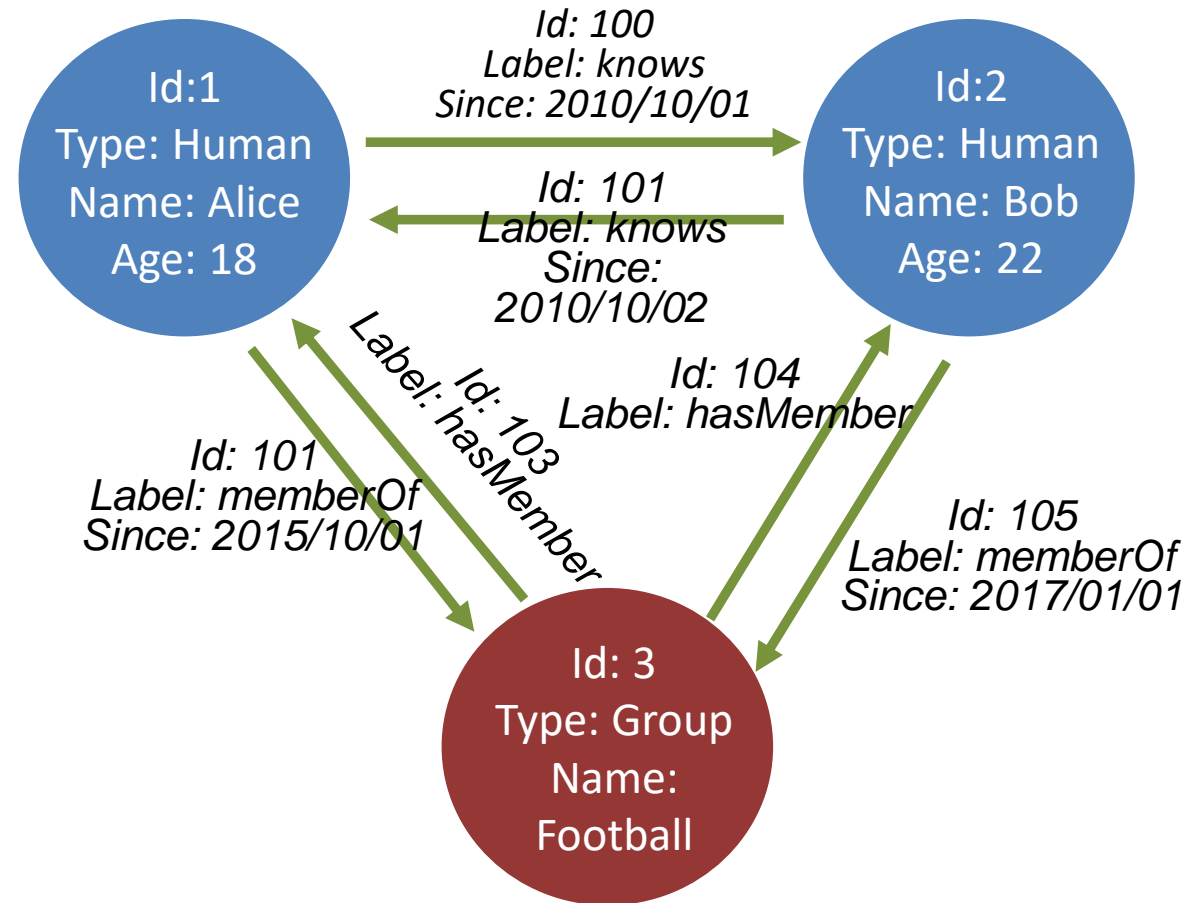 Id: 100
Label: knows
Since: 2010/10/01
Id:1
Type: Human
Name: Alice
Age: 18
Id:2
Type: Human
Name: Bob
Age: 22
Id: 101
Label: knows
Since:
2010/10/02
Id: 103
Label: hasMember
Id: 104
Label: hasMember
Id: 101
Label: memberOf
Since: 2015/10/01
Id: 105
Label: memberOf
Since: 2017/01/01
Id: 3
Type: Group
Name:
Football